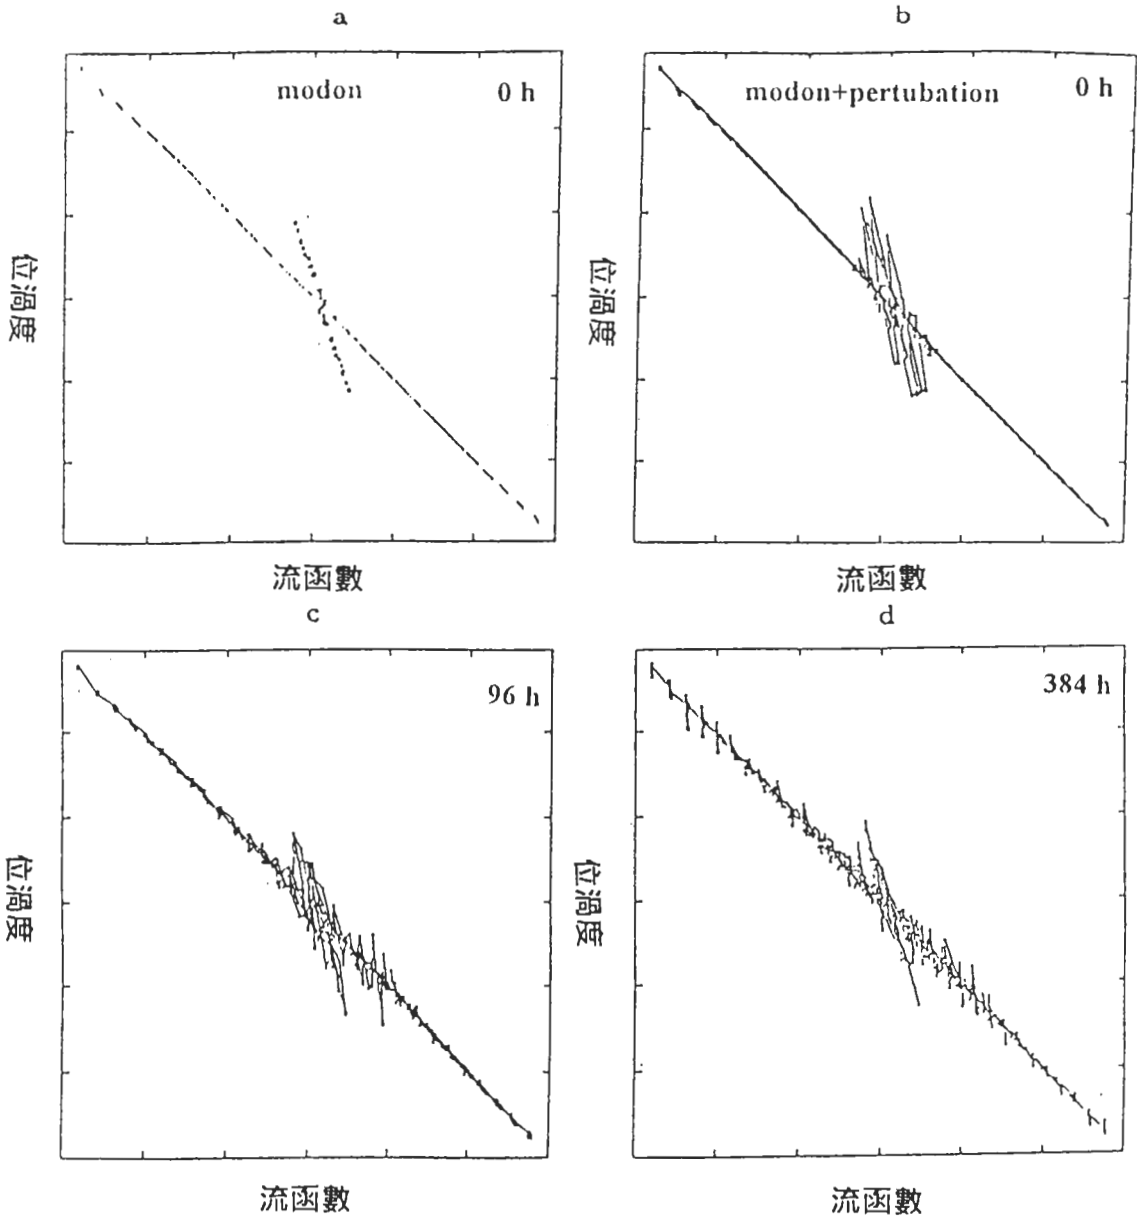 a
modon 0 h
位渦度
流函數
b
modon+pertubation 0 h
位渦度
流函數
c
96 h
位渦度
流函數
d
384 h
位渦度
流函數